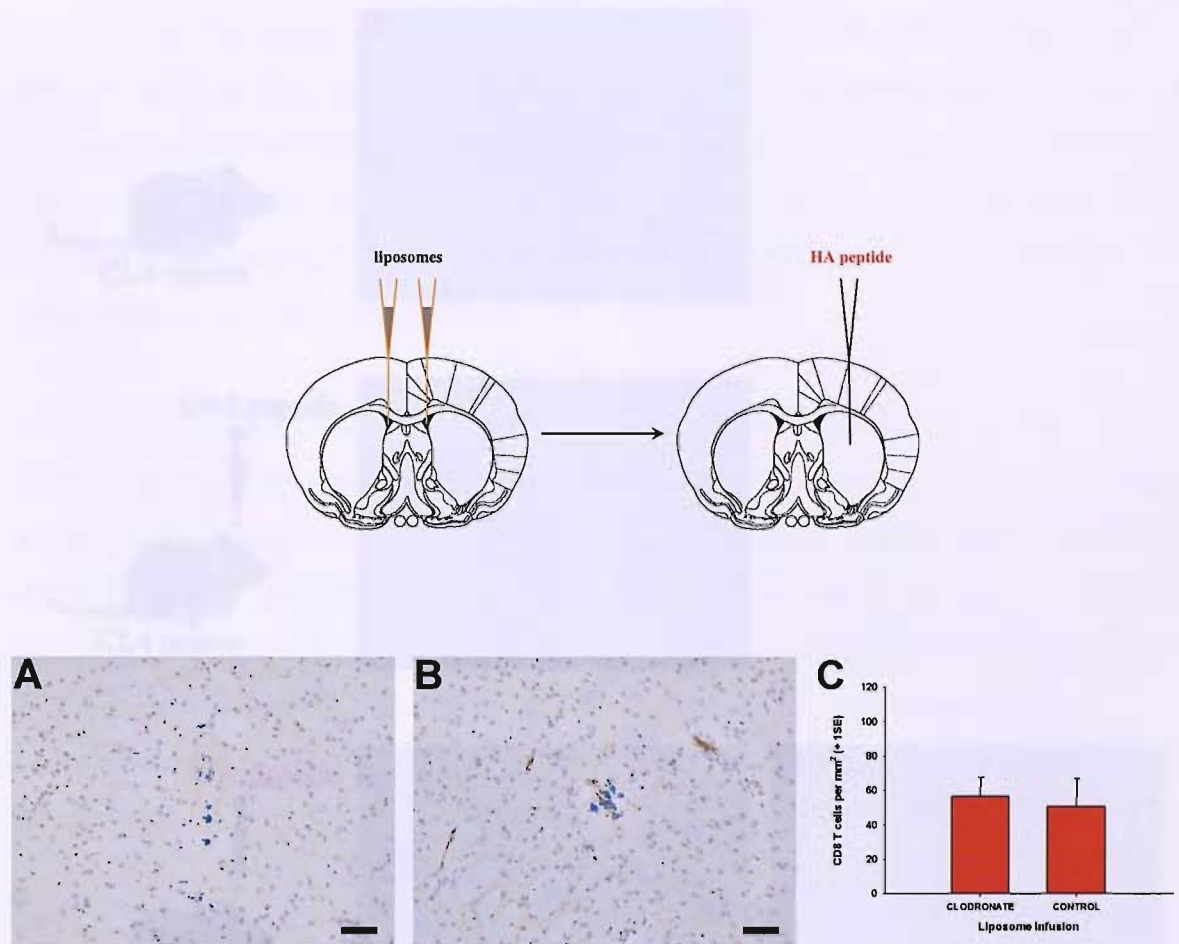 liposomes
HA peptide
A
B
C
120
100
80
60
40
20
0
CD8 T cells per mm² (+ 1SE)
CLODRONATE
CONTROL
Liposome Infusion